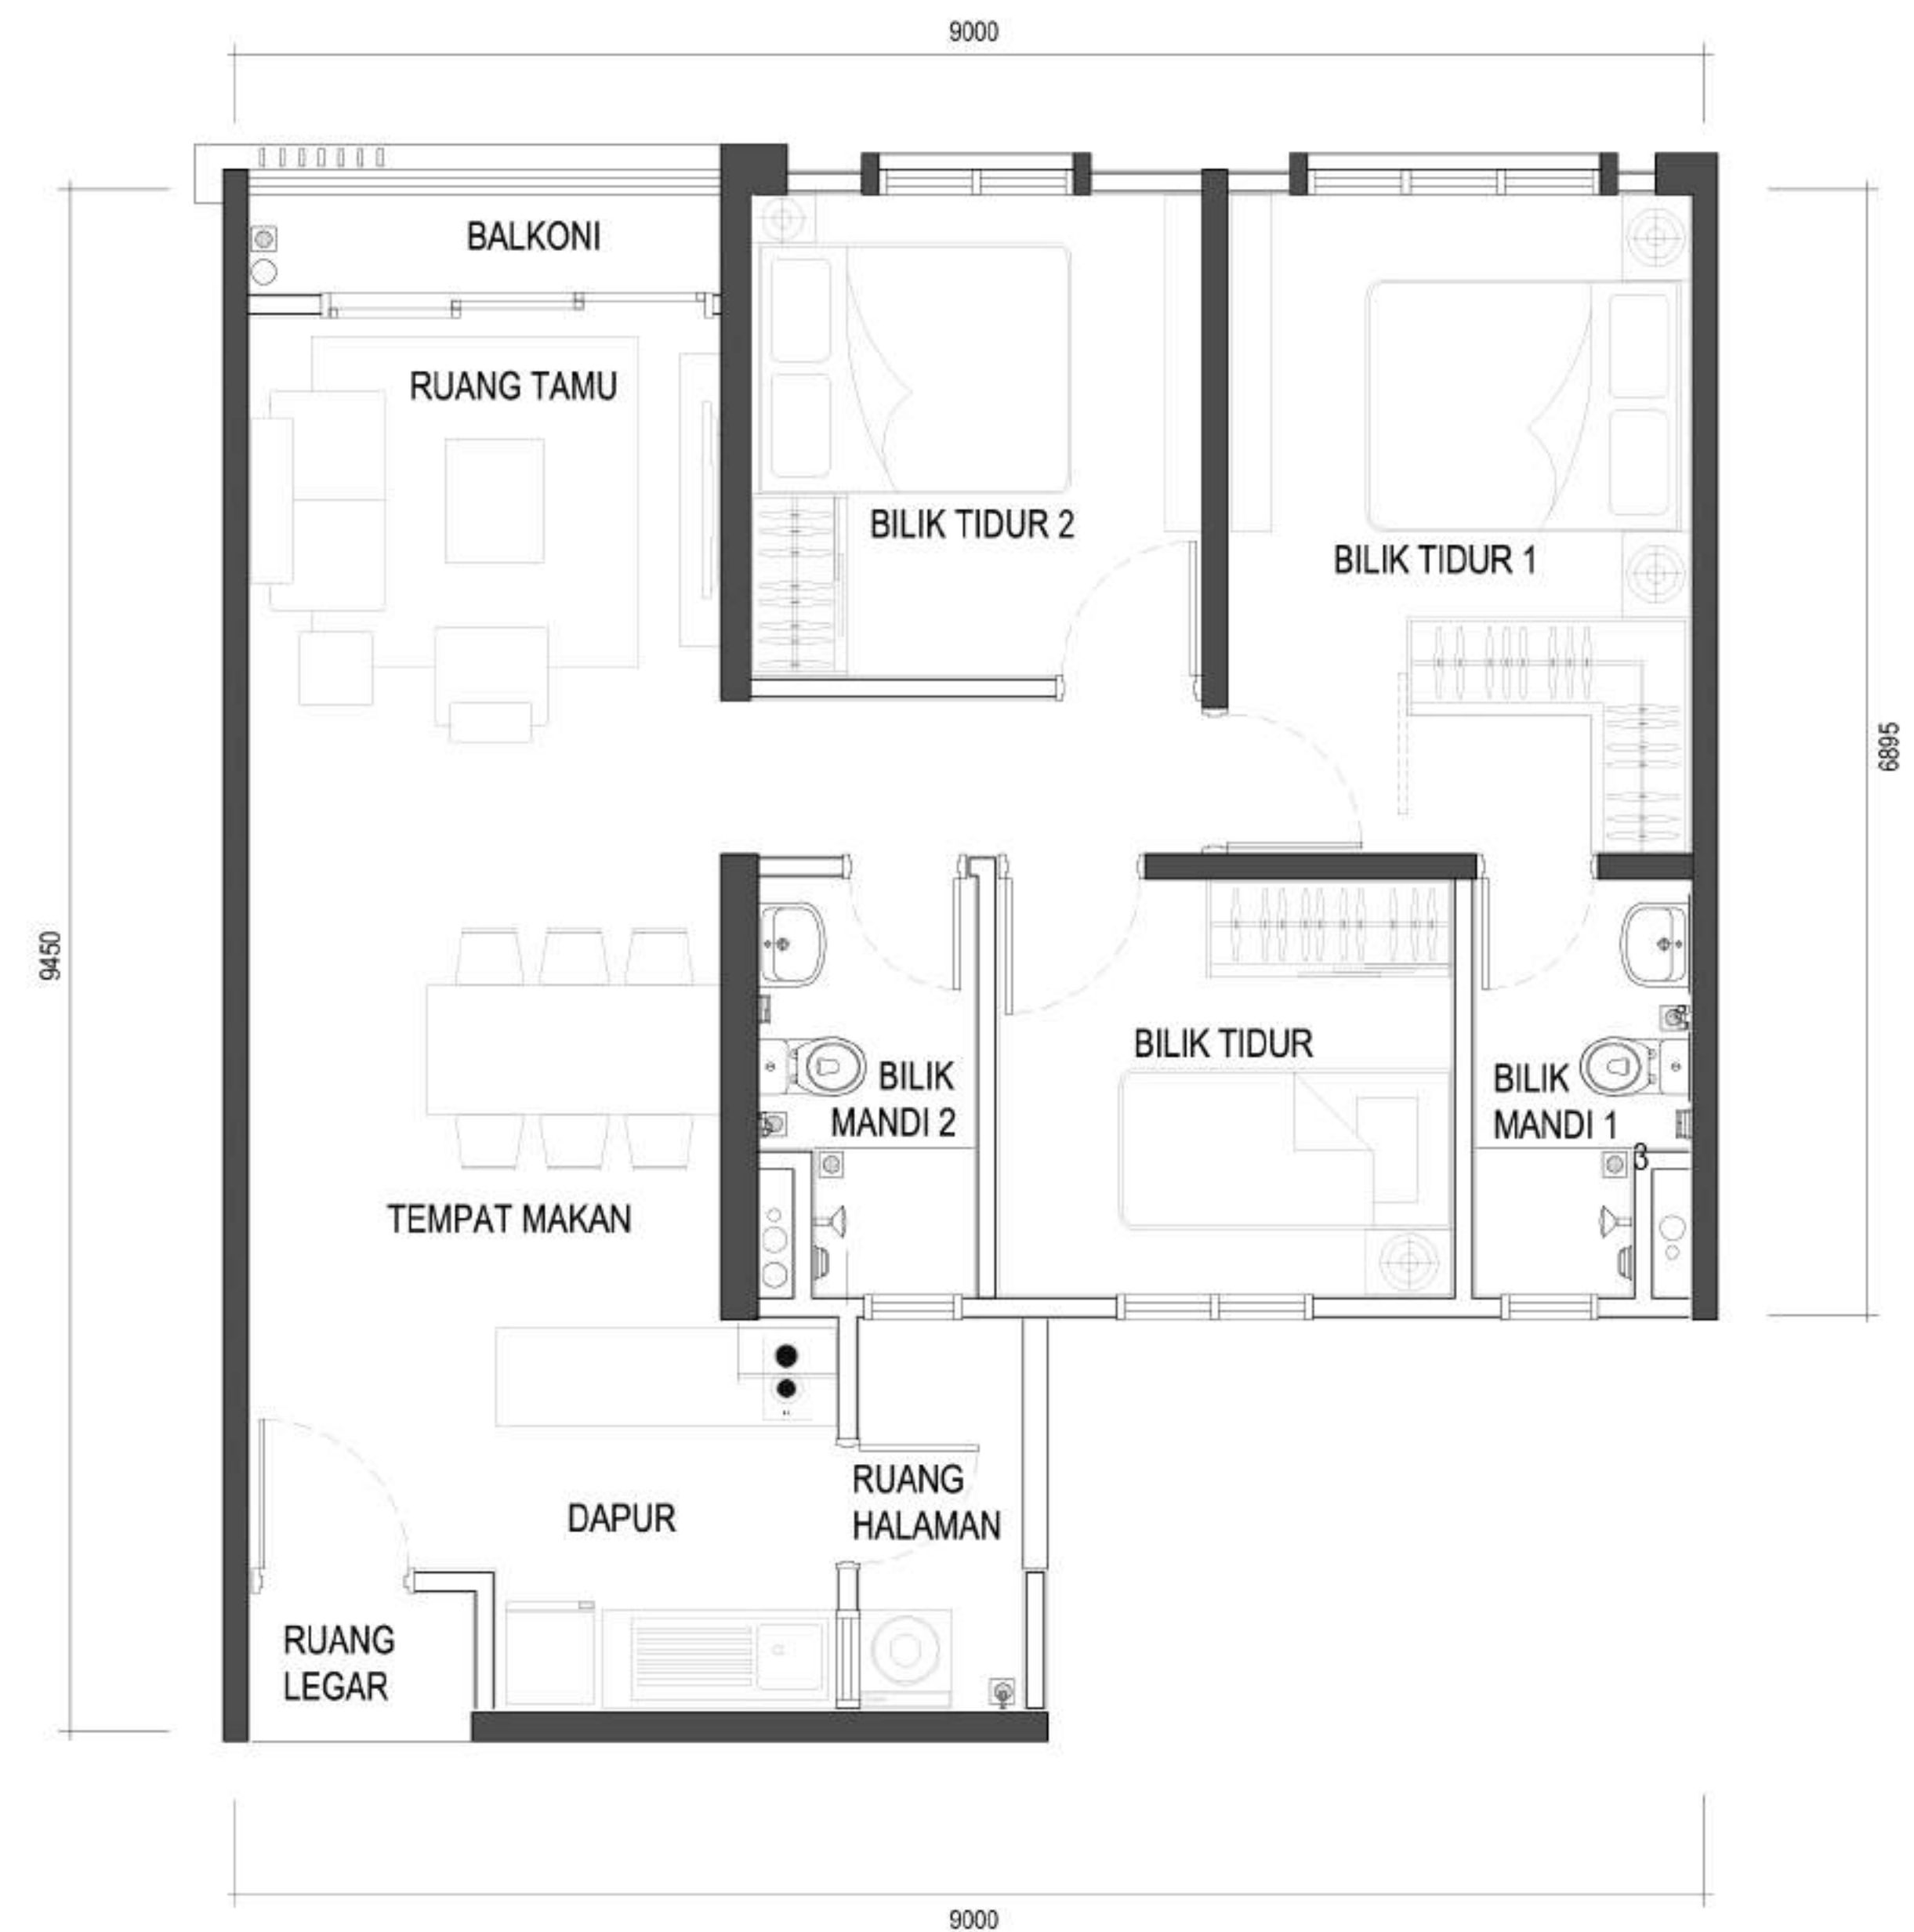 9000
BALKONI
RUANG TAMU
BILIK TIDUR 2
BILIK TIDUR 1
6895
9450
BILIK TIDUR
BILIK
MANDI 2
BILIK
MANDI 1
3
TEMPAT MAKAN
RUANG
HALAMAN
DAPUR
RUANG
LEGAR
9000